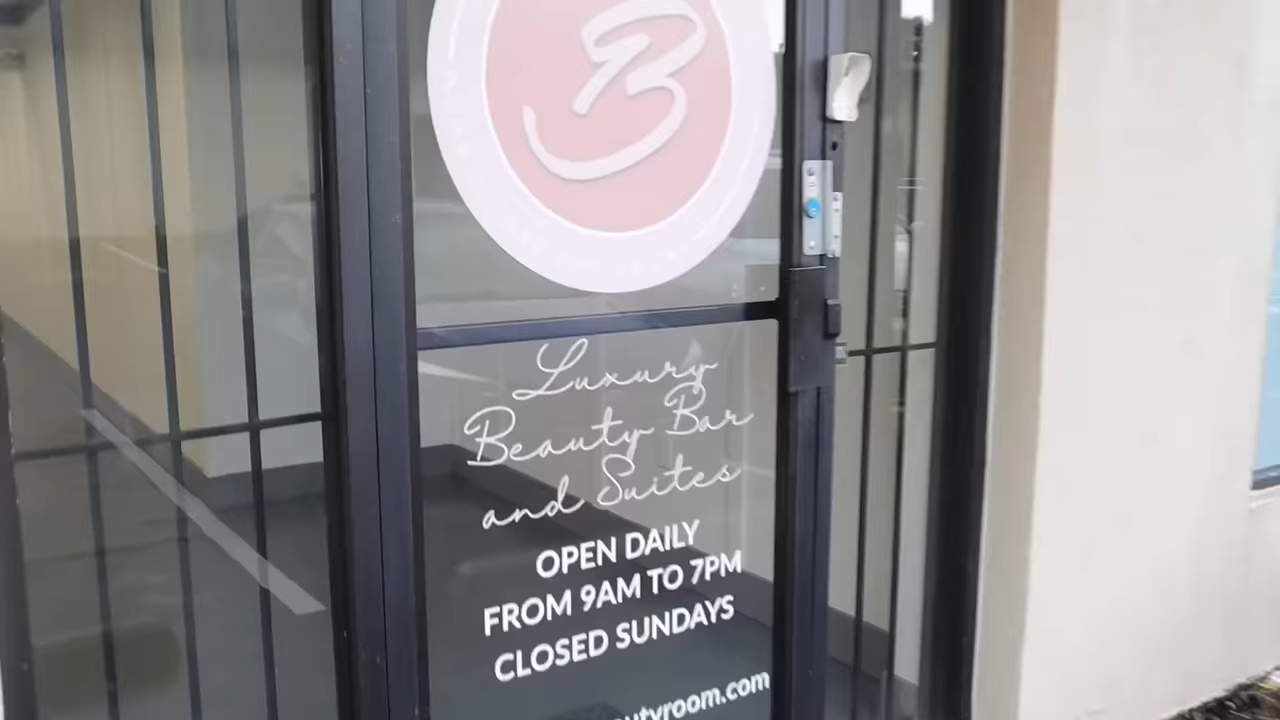 B
Luxury
Beauty Bar
and Suites
OPEN DAILY
FROM 9AM TO 7PM
CLOSED SUNDAYS